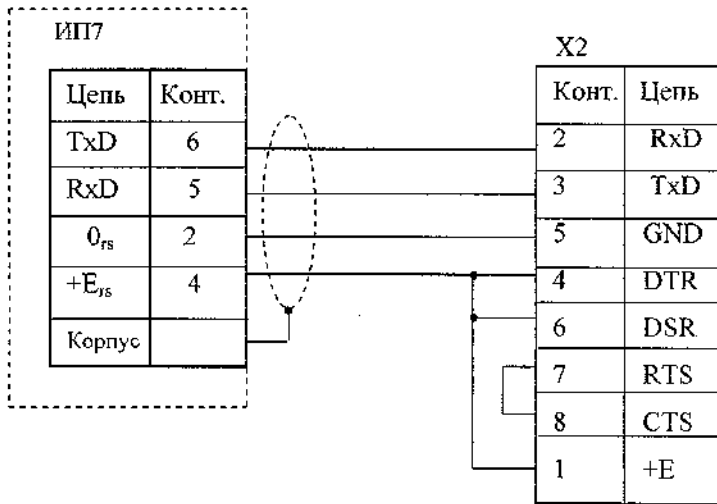 ИП7
Цепь Конт.
TxD 6
RxD 5
0rs 2
+Ers 4
Корпус
X2
Конт. Цепь
2 RxD
3 TxD
5 GND
4 DTR
6 DSR
7 RTS
8 CTS
1 +E